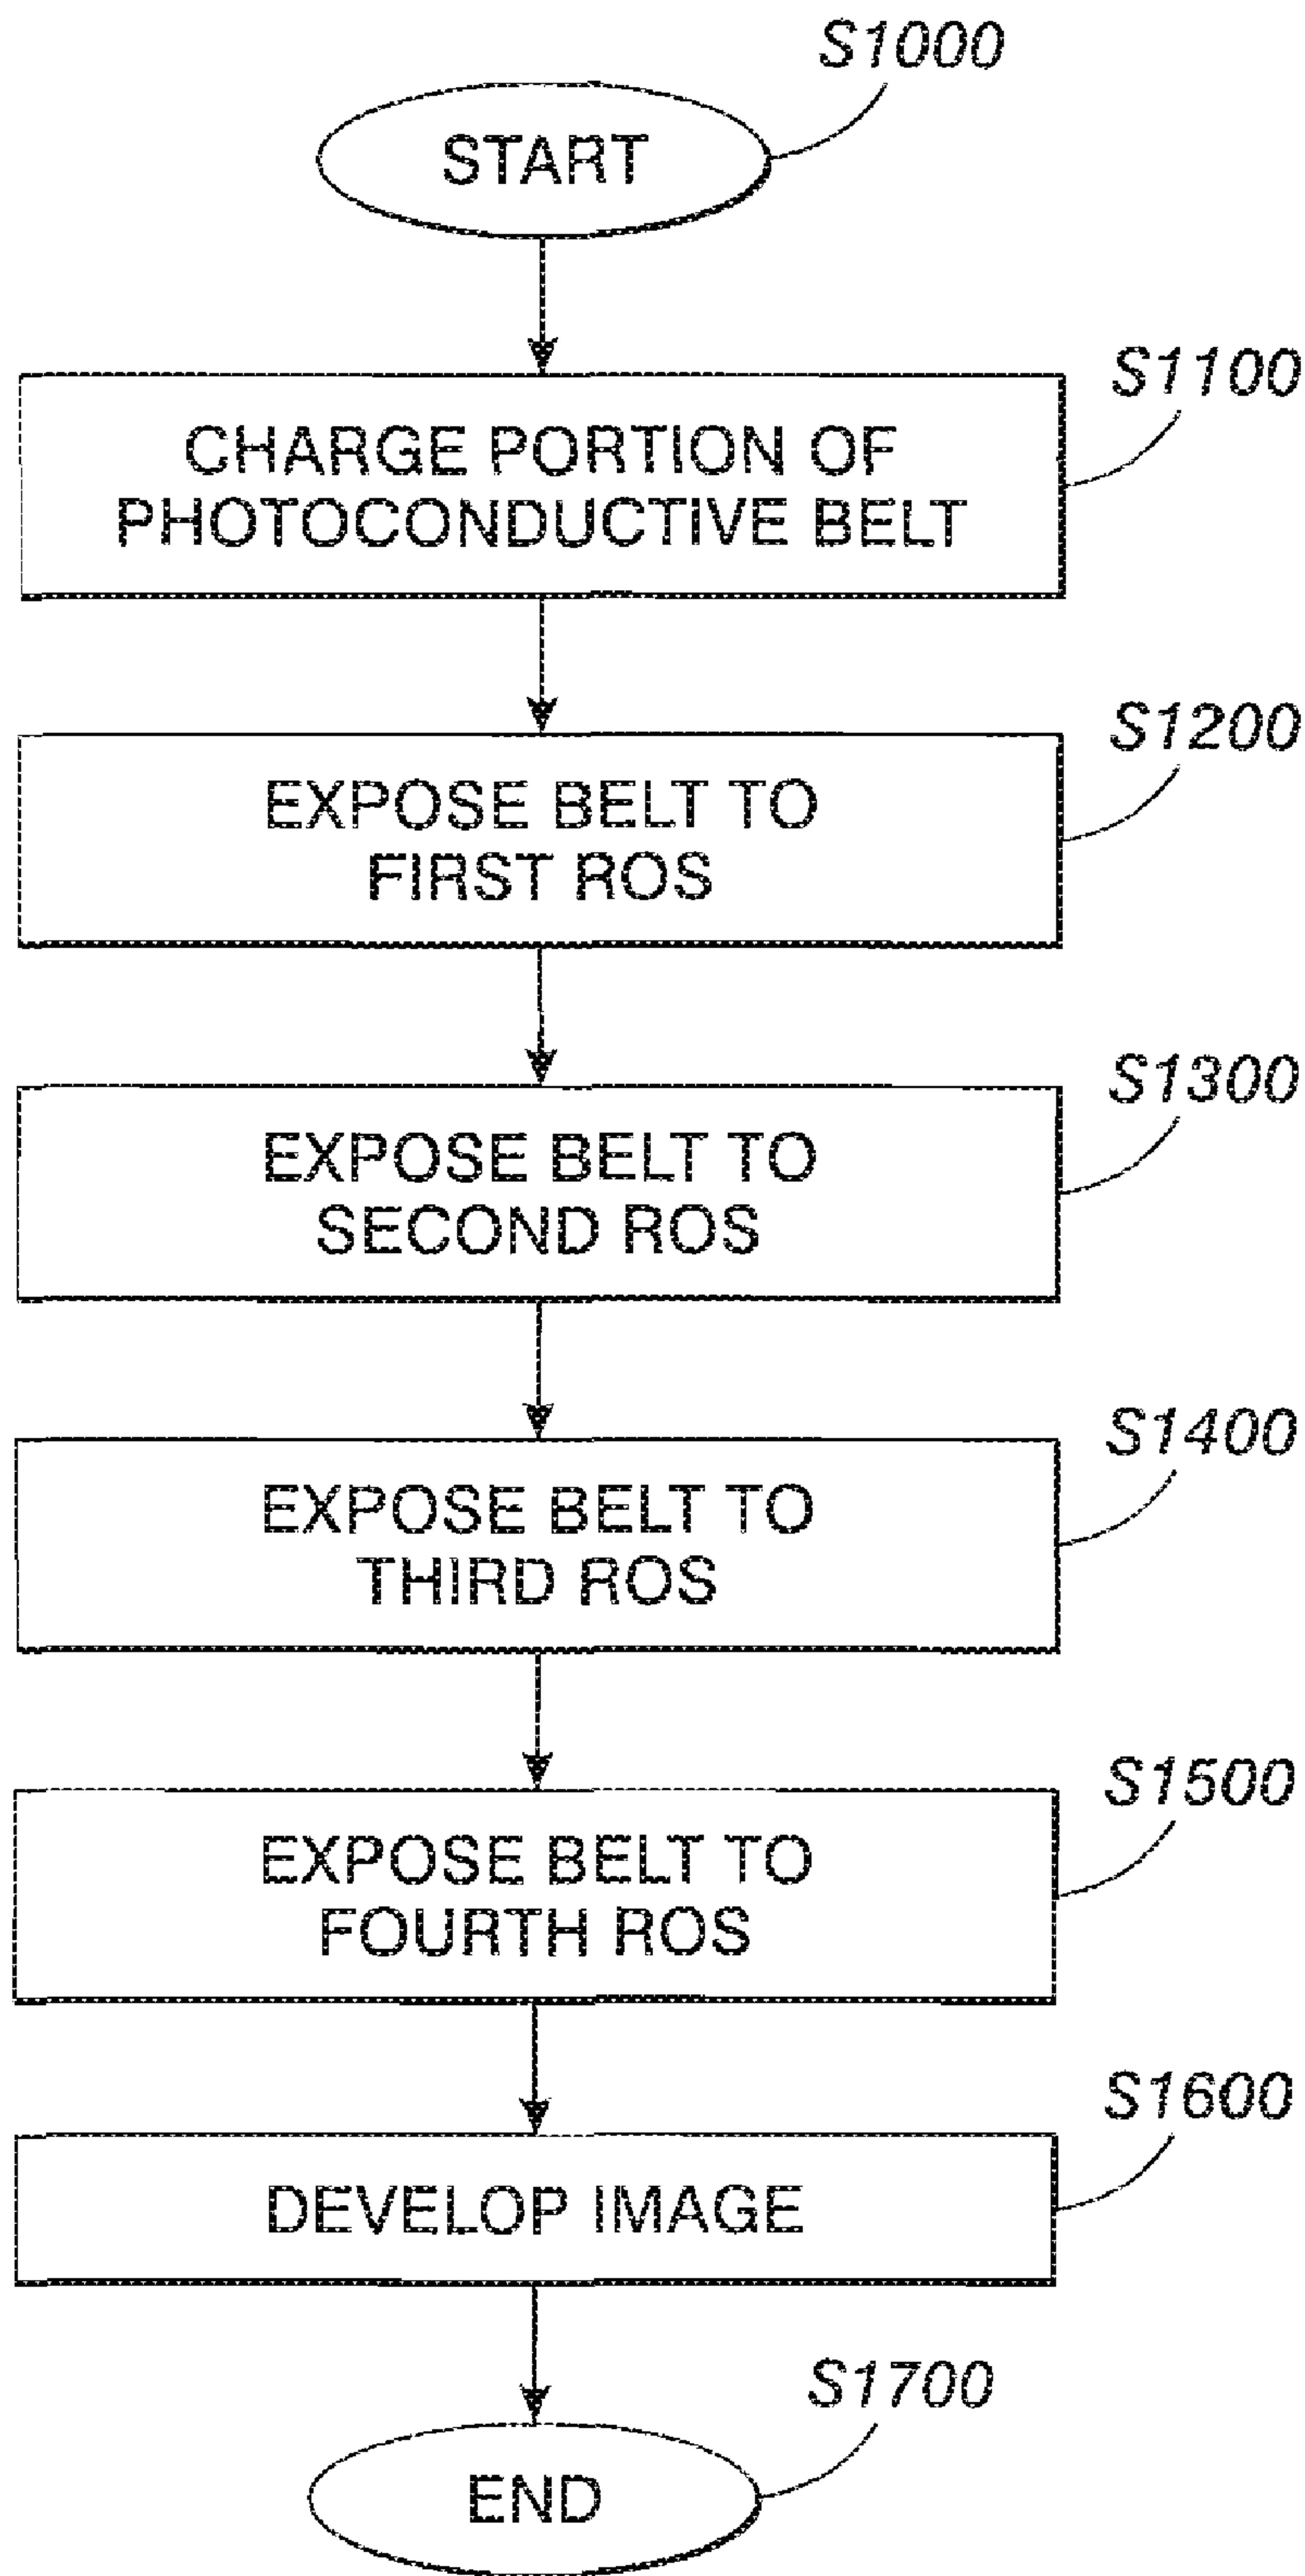 S1000
START
S1100
CHARGE PORTION OF
PHOTOCONDUCTIVE BELT
S1200
EXPOSE BELT TO
FIRST ROS
S1300
EXPOSE BELT TO
SECOND ROS
S1400
EXPOSE BELT TO
THIRD ROS
S1500
EXPOSE BELT TO
FOURTH ROS
S1600
DEVELOP IMAGE
S1700
END